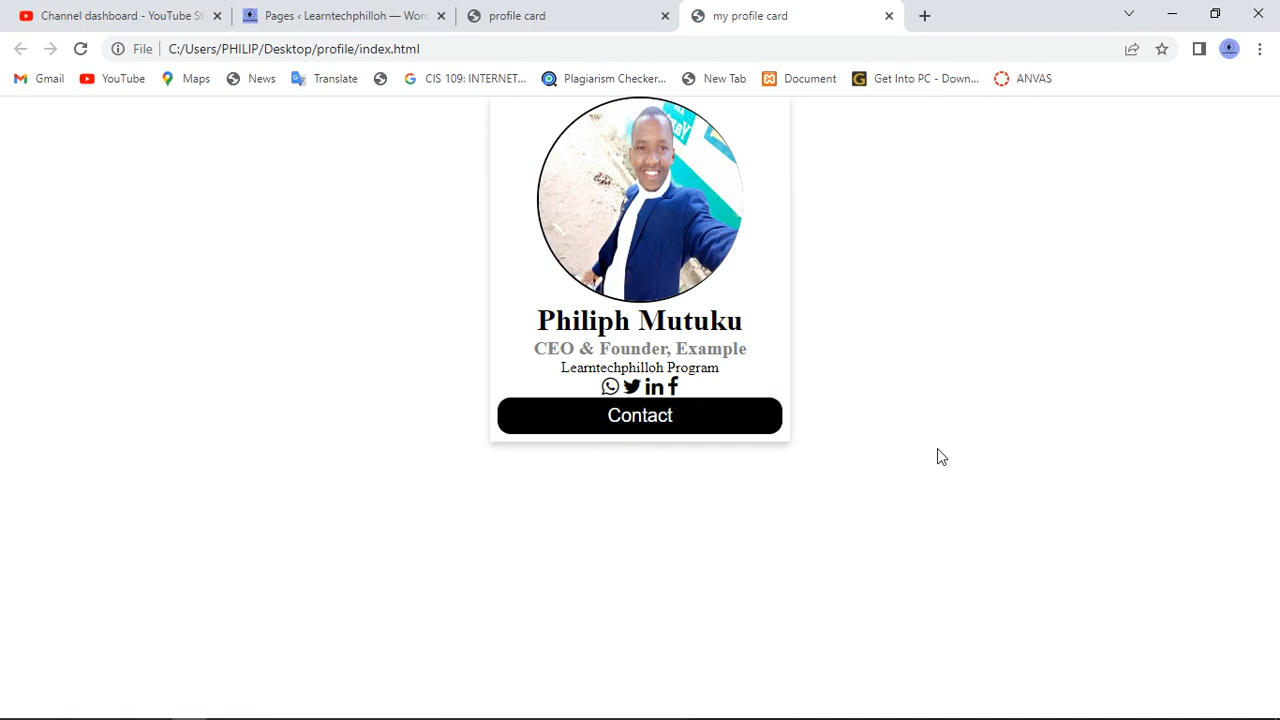 Channel dashboard - YouTube St
Pages ‹ Learntechphilloh — Word
profile card
my profile card
File
C:/Users/PHILIP/Desktop/profile/index.html
Gmail
YouTube
Maps
News
Translate
CIS 109: INTERNET...
Plagiarism Checker...
New Tab
Document
Get Into PC - Down...
ANVAS
Philiph Mutuku
CEO & Founder, Example
Learntechphilloh Program
Contact